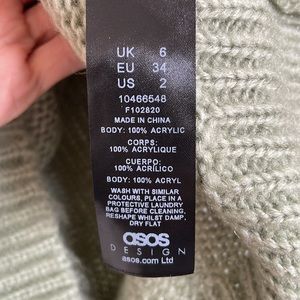 UK 6
EU 34
US 2
10466548
F102820
MADE IN CHINA
BODY: 100% ACRYLIC
CORPS:
100% ACRYLIQUE
CUERPO:
100% ACRÍLICO
BODY: 100% ACRYL
WASH WITH SIMILAR
COLOURS, PLACE IN A
PROTECTIVE LAUNDRY
BAG BEFORE CLEANING,
RESHAPE WHILST DAMP,
DRY FLAT
asos
DESIGN
asos.com Ltd